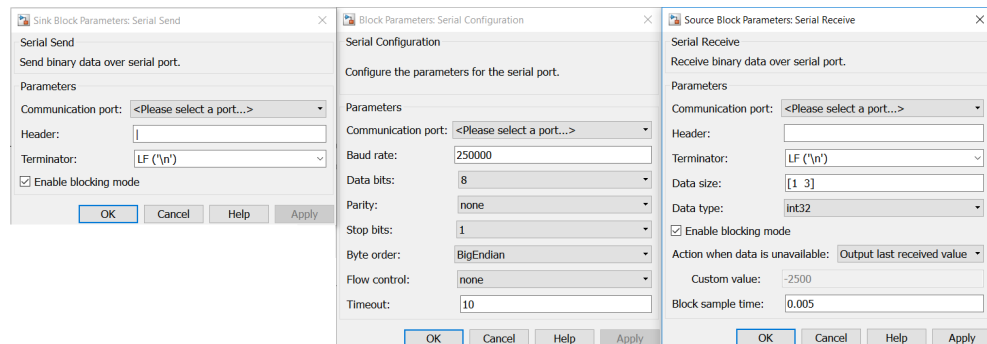 Sink Block Parameters: Serial Send
Serial Send
Send binary data over serial port.
Parameters
Communication port: <Please select a port...>
Header:
Terminator: LF ('\n')
Enable blocking mode
OK Cancel Help Apply
Block Parameters: Serial Configuration
Serial Configuration
Configure the parameters for the serial port.
Parameters
Communication port: <Please select a port...>
Baud rate: 250000
Data bits: 8
Parity: none
Stop bits: 1
Byte order: BigEndian
Flow control: none
Timeout: 10
OK Cancel Help Apply
Source Block Parameters: Serial Receive
Serial Receive
Receive binary data over serial port.
Parameters
Communication port: <Please select a port...>
Header:
Terminator: LF ('\n')
Data size: [1 3]
Data type: int32
Enable blocking mode
Action when data is unavailable: Output last received value
Custom value: -2500
Block sample time: 0.005
OK Cancel Help Apply